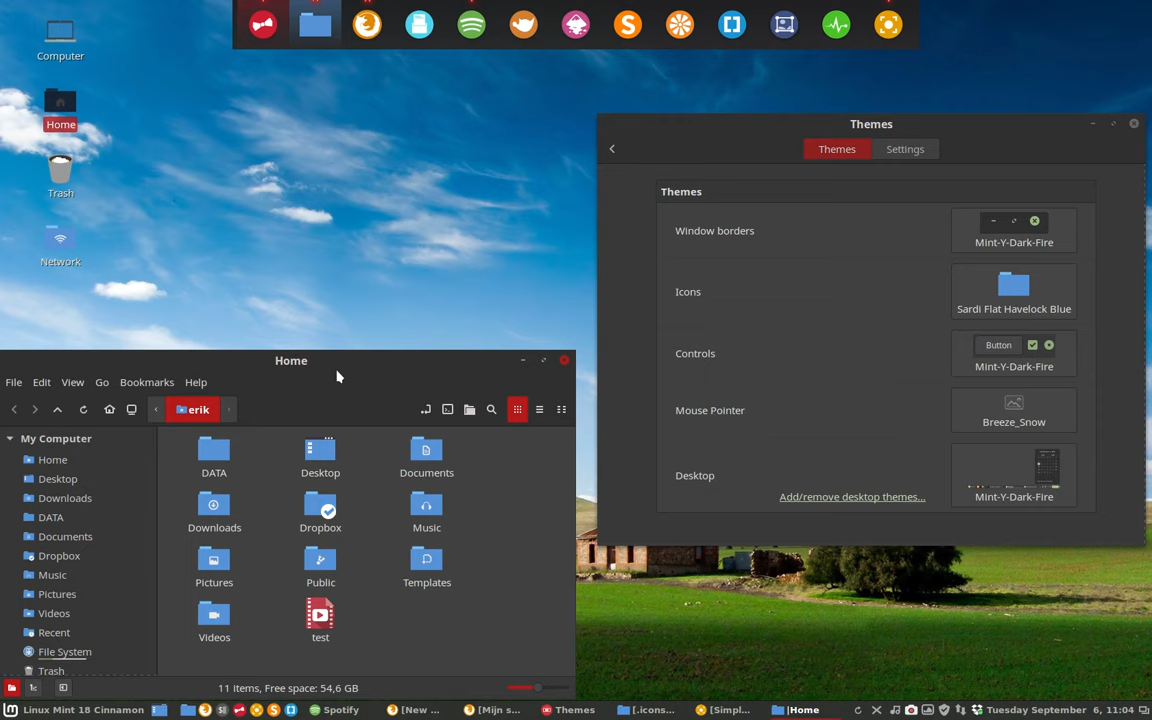 Computer
Home
Trash
Network
Themes
Themes
Settings
Themes
Window borders
Mint-Y-Dark-Fire
Icons
Sardi Flat Havelock Blue
Controls
Button
Mint-Y-Dark-Fire
Mouse Pointer
Breeze_Snow
Desktop
Add/remove desktop themes...
Mint-Y-Dark-Fire
Home
File Edit View Go Bookmarks Help
erik
My Computer
Home
Desktop
Downloads
DATA
Documents
Dropbox
Music
Pictures
Videos
Recent
File System
Trash
DATA
Desktop
Documents
Downloads
Dropbox
Music
Pictures
Public
Templates
Videos
test
11 items, Free space: 54,6 GB
Linux Mint 18 Cinnamon
Spotify
[New ...
[Mijn s...
Themes
[.icons...
[Simpl...
Home
Tuesday September 6, 11:04